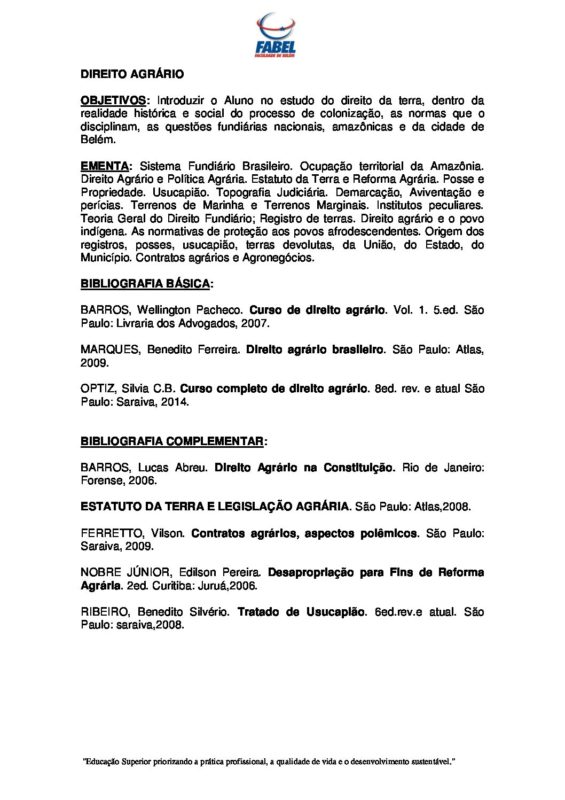 FABEL
FACULDADE DE BELÉM
DIREITO AGRÁRIO
OBJETIVOS: Introduzir o Aluno no estudo do direito da terra, dentro da
realidade histórica e social do processo de colonização, as normas que o
disciplinam, as questões fundiárias nacionais, amazônicas e da cidade de
Belém.
EMENTA: Sistema Fundiário Brasileiro. Ocupação territorial da Amazônia.
Direito Agrário e Política Agrária. Estatuto da Terra e Reforma Agrária. Posse e
Propriedade. Usucapião. Topografia Judiciária. Demarcação, Aviventação e
perícias. Terrenos de Marinha e Terrenos Marginais. Institutos peculiares.
Teoria Geral do Direito Fundiário; Registro de terras. Direito agrário e o povo
indígena. As normativas de proteção aos povos afrodescendentes. Origem dos
registros, posses, usucapião, terras devolutas, da União, do Estado, do
Município. Contratos agrários e Agronegócios.
BIBLIOGRAFIA BÁSICA:
BARROS, Wellington Pacheco. Curso de direito agrário. Vol. 1. 5.ed. São
Paulo: Livraria dos Advogados, 2007.
MARQUES, Benedito Ferreira. Direito agrário brasileiro. São Paulo: Atlas,
2009.
OPTIZ, Silvia C.B. Curso completo de direito agrário. 8ed. rev. e atual São
Paulo: Saraiva, 2014.
BIBLIOGRAFIA COMPLEMENTAR:
BARROS, Lucas Abreu. Direito Agrário na Constituição. Rio de Janeiro:
Forense, 2006.
ESTATUTO DA TERRA E LEGISLAÇÃO AGRÁRIA. São Paulo: Atlas,2008.
FERRETTO, Vilson. Contratos agrários, aspectos polêmicos. São Paulo:
Saraiva, 2009.
NOBRE JÚNIOR, Edilson Pereira. Desapropriação para Fins de Reforma
Agrária. 2ed. Curitiba: Juruá,2006.
RIBEIRO, Benedito Silvério. Tratado de Usucapião. 6ed.rev.e atual. São
Paulo: saraiva,2008.
"Educação Superior priorizando a prática profissional, a qualidade de vida e o desenvolvimento sustentável."